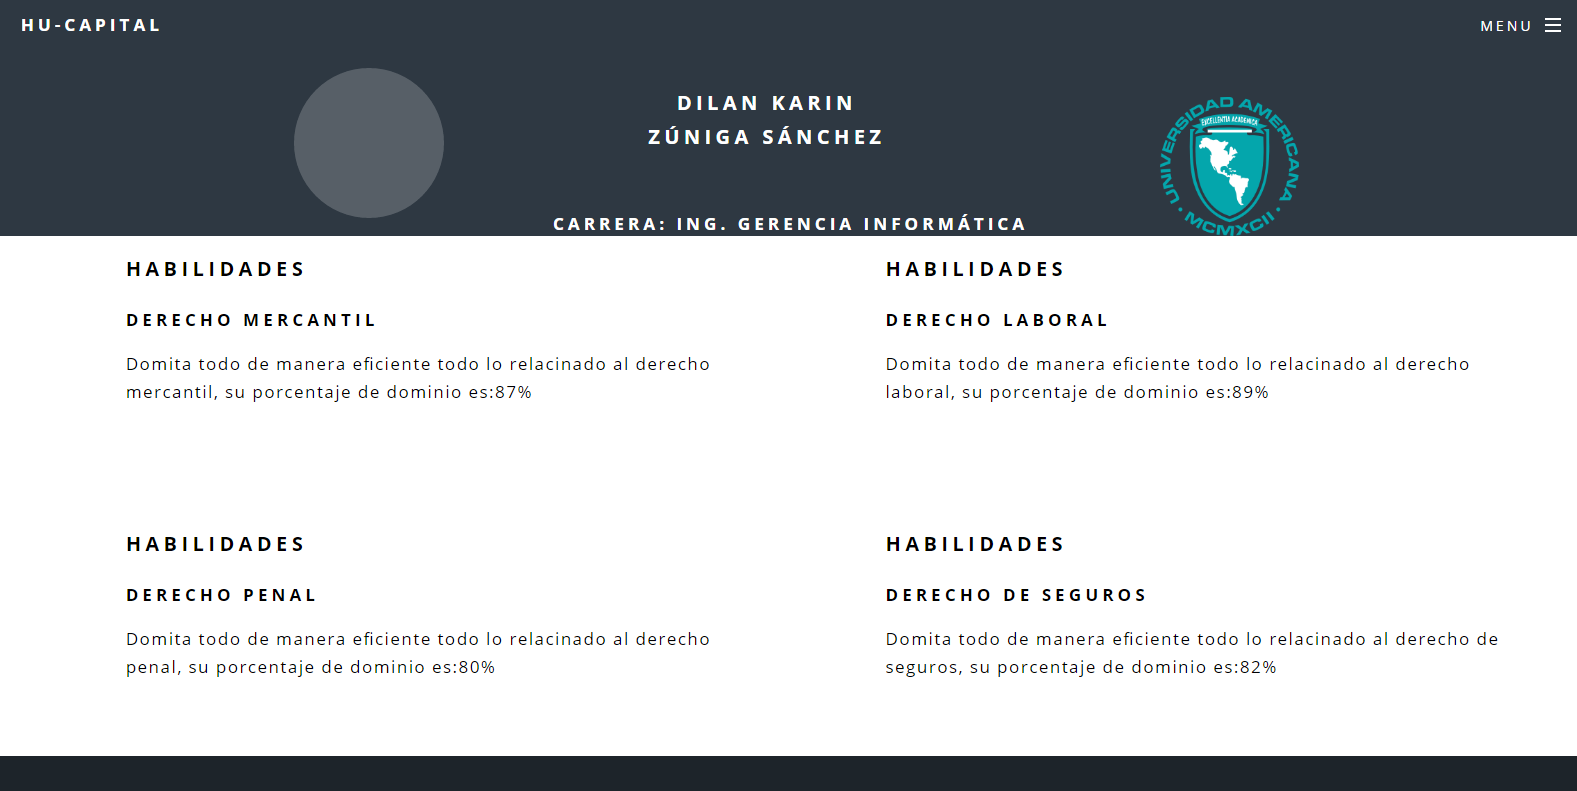 HU-CAPITAL
MENU
DILAN KARIN
ZÚNIGA SÁNCHEZ
UNIVERSIDAD AMERICANA
EXCELLENTIA ACADEMICA
· MCMXCII ·
CARRERA: ING. GERENCIA INFORMÁTICA
HABILIDADES
DERECHO MERCANTIL
Domita todo de manera eficiente todo lo relacinado al derecho
mercantil, su porcentaje de dominio es:87%
HABILIDADES
DERECHO LABORAL
Domita todo de manera eficiente todo lo relacinado al derecho
laboral, su porcentaje de dominio es:89%
HABILIDADES
DERECHO PENAL
Domita todo de manera eficiente todo lo relacinado al derecho
penal, su porcentaje de dominio es:80%
HABILIDADES
DERECHO DE SEGUROS
Domita todo de manera eficiente todo lo relacinado al derecho de
seguros, su porcentaje de dominio es:82%